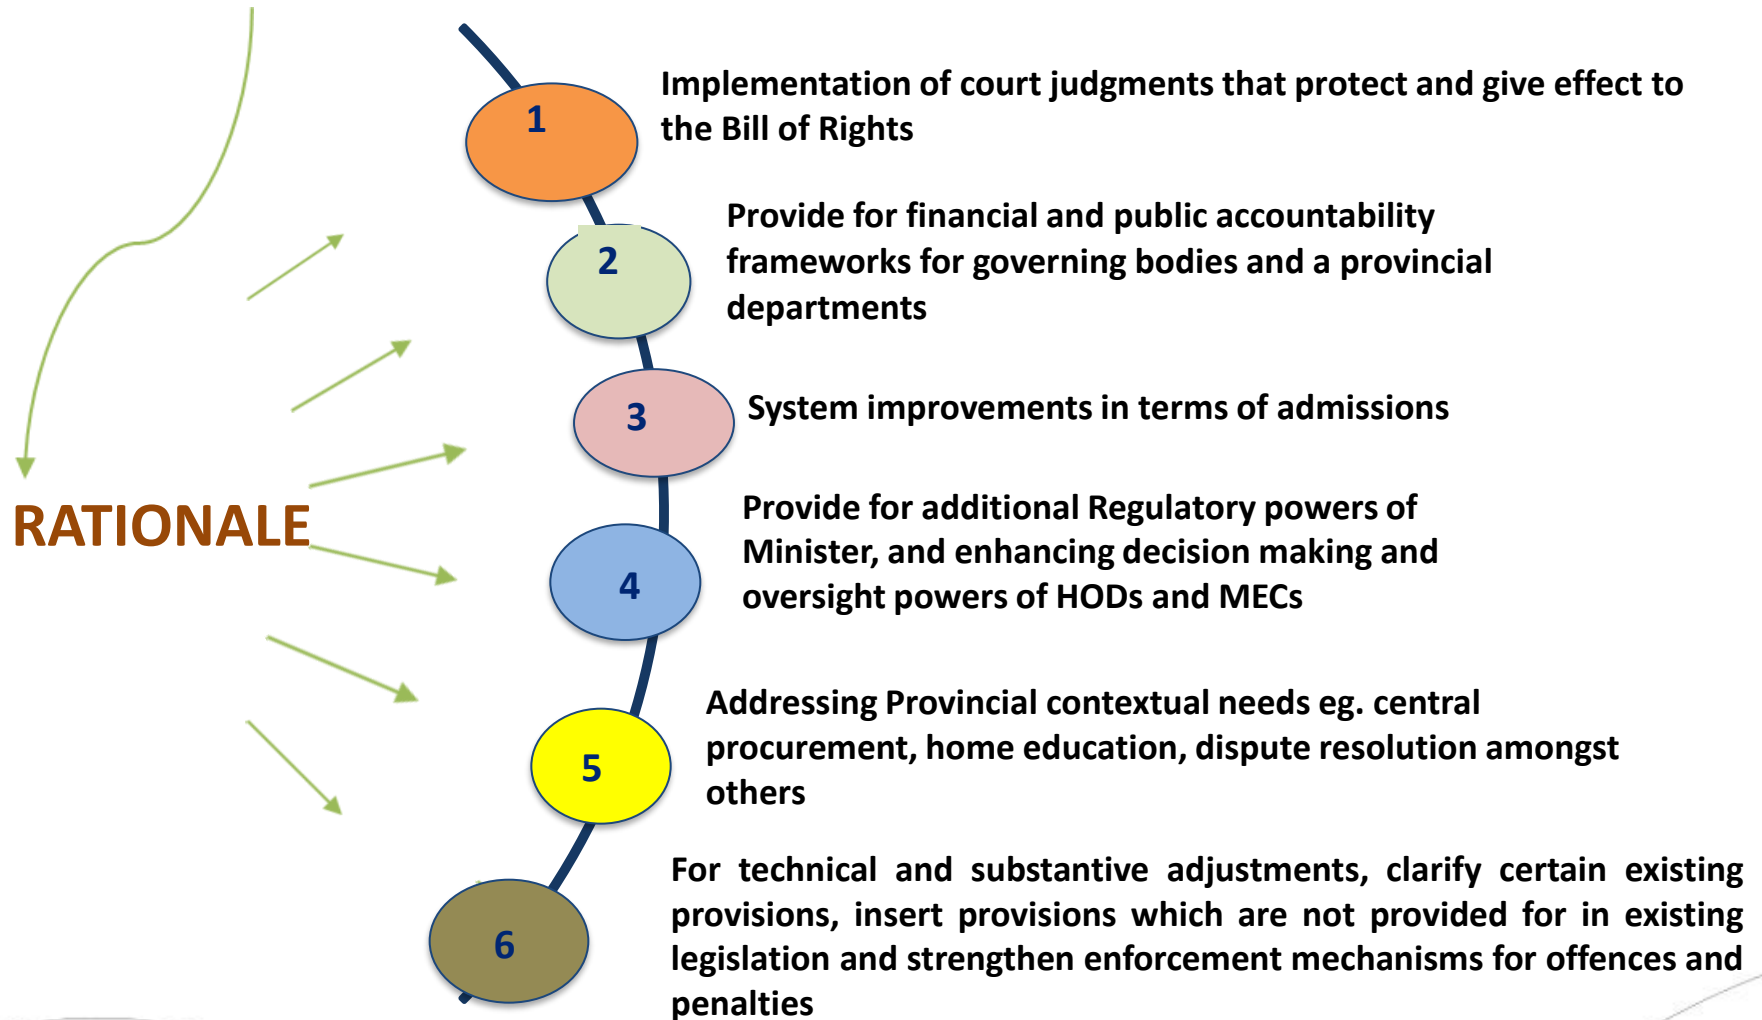 1
Implementation of court judgments that protect and give effect to
the Bill of Rights
2
Provide for financial and public accountability
frameworks for governing bodies and a provincial
departments
3
System improvements in terms of admissions
RATIONALE
4
Provide for additional Regulatory powers of
Minister, and enhancing decision making and
oversight powers of HODs and MECs
5
Addressing Provincial contextual needs eg. central
procurement, home education, dispute resolution amongst
others
6
For technical and substantive adjustments, clarify certain existing
provisions, insert provisions which are not provided for in existing
legislation and strengthen enforcement mechanisms for offences and
penalties